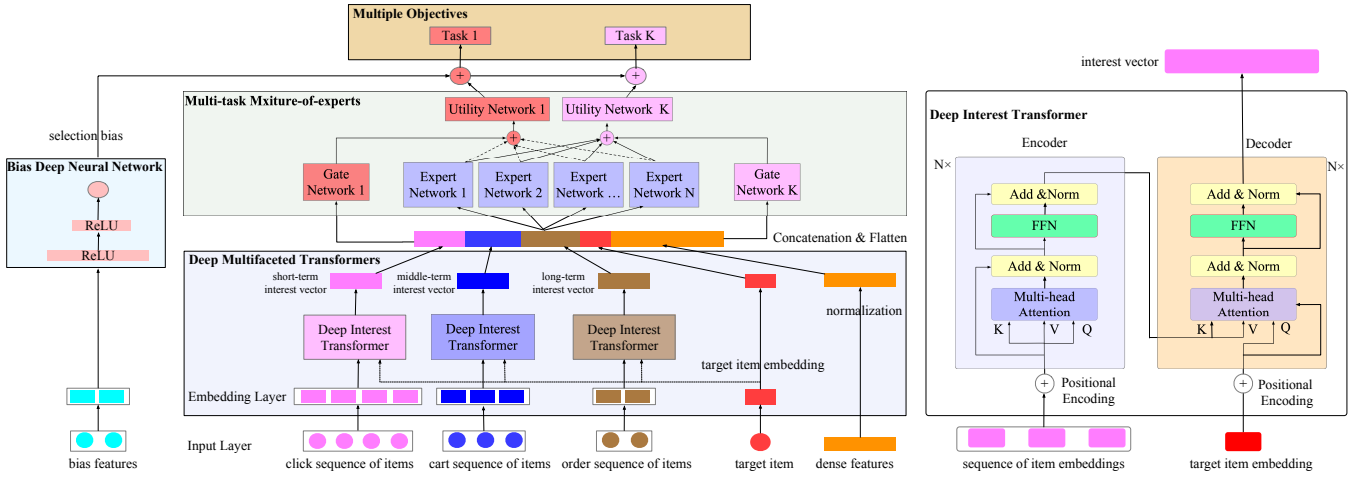 Multiple Objectives
Task 1
Task K
+
+
Multi-task Mxiture-of-experts
Utility Network 1
Utility Network K
+
+
selection bias
Bias Deep Neural Network
ReLU
ReLU
Gate
Network 1
Expert
Network 1
Expert
Network 2
Expert
Network …
Expert
Network N
Gate
Network K
Concatenation & Flatten
Deep Multifaceted Transformers
short-term
interest vector
middle-term
interest vector
long-term
interest vector
normalization
Deep Interest
Transformer
Deep Interest
Transformer
Deep Interest
Transformer
target item embedding
Embedding Layer
Input Layer
bias features
click sequence of items
cart sequence of items
order sequence of items
target item
dense features
interest vector
Deep Interest Transformer
Encoder
Decoder
N×
N×
Add &Norm
FFN
Add & Norm
Multi-head
Attention
K
V
Q
+
Positional
Encoding
Add & Norm
FFN
Add & Norm
Multi-head
Attention
K
V
Q
+
Positional
Encoding
sequence of item embeddings
target item embedding